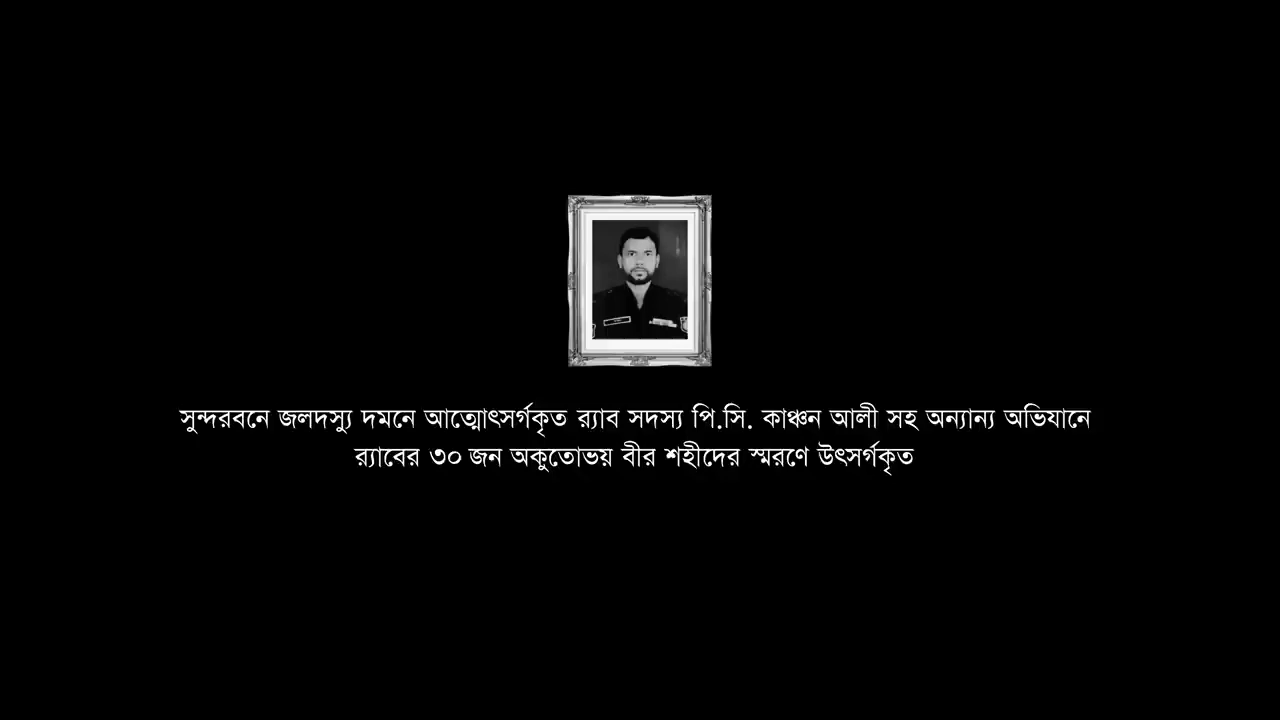 সুন্দরবনে জলদস্যু দমনে আত্মোৎসর্গকৃত র‍্যাব সদস্য পি.সি. কাঞ্চন আলী সহ অন্যান্য অভিযানে
র‍্যাবের ৩০ জন অকুতোভয় বীর শহীদের স্মরণে উৎসর্গকৃত